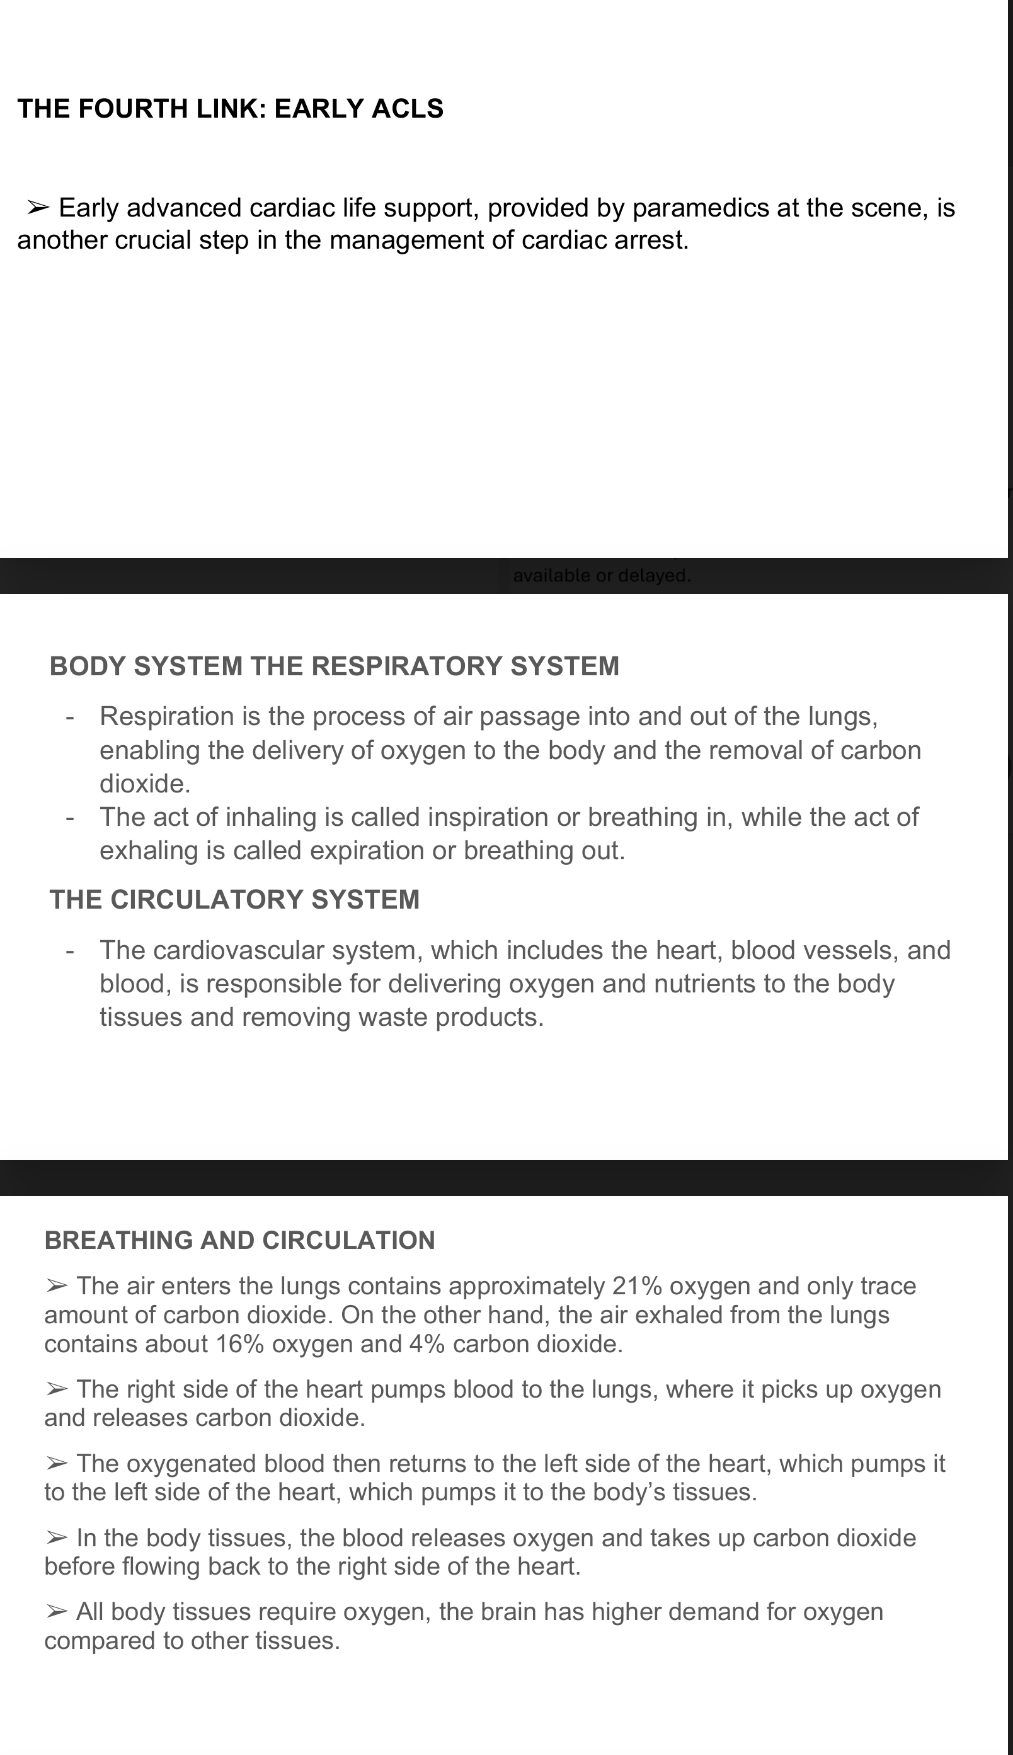 THE FOURTH LINK: EARLY ACLS
➢ Early advanced cardiac life support, provided by paramedics at the scene, is
another crucial step in the management of cardiac arrest.
available or delayed.
BODY SYSTEM THE RESPIRATORY SYSTEM
- Respiration is the process of air passage into and out of the lungs,
enabling the delivery of oxygen to the body and the removal of carbon
dioxide.
- The act of inhaling is called inspiration or breathing in, while the act of
exhaling is called expiration or breathing out.
THE CIRCULATORY SYSTEM
- The cardiovascular system, which includes the heart, blood vessels, and
blood, is responsible for delivering oxygen and nutrients to the body
tissues and removing waste products.
BREATHING AND CIRCULATION
➢ The air enters the lungs contains approximately 21% oxygen and only trace
amount of carbon dioxide. On the other hand, the air exhaled from the lungs
contains about 16% oxygen and 4% carbon dioxide.
➢ The right side of the heart pumps blood to the lungs, where it picks up oxygen
and releases carbon dioxide.
➢ The oxygenated blood then returns to the left side of the heart, which pumps it
to the left side of the heart, which pumps it to the body’s tissues.
➢ In the body tissues, the blood releases oxygen and takes up carbon dioxide
before flowing back to the right side of the heart.
➢ All body tissues require oxygen, the brain has higher demand for oxygen
compared to other tissues.